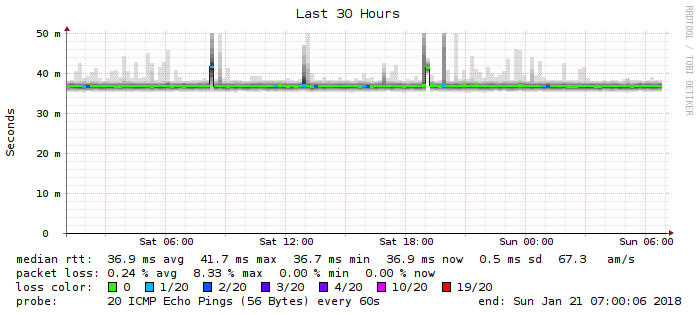 Last 30 Hours
RRDTOOL / TOBI OETIKER
Seconds
50 m
40 m
30 m
20 m
10 m
0
Sat 06:00 Sat 12:00 Sat 18:00 Sun 00:00 Sun 06:00
median rtt: 36.9 ms avg 41.7 ms max 36.7 ms min 36.9 ms now 0.5 ms sd 67.3 am/s
packet loss: 0.24 % avg 8.33 % max 0.00 % min 0.00 % now
loss color: 0 1/20 2/20 3/20 4/20 10/20 19/20
probe: 20 ICMP Echo Pings (56 Bytes) every 60s end: Sun Jan 21 07:00:06 2018